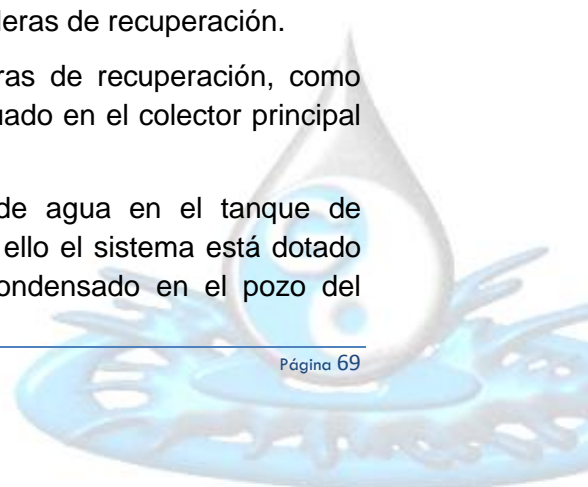 leras de recuperación.
ras de recuperación, como
uado en el colector principal
de agua en el tanque de
ello el sistema está dotado
ondensado en el pozo del
Página 69